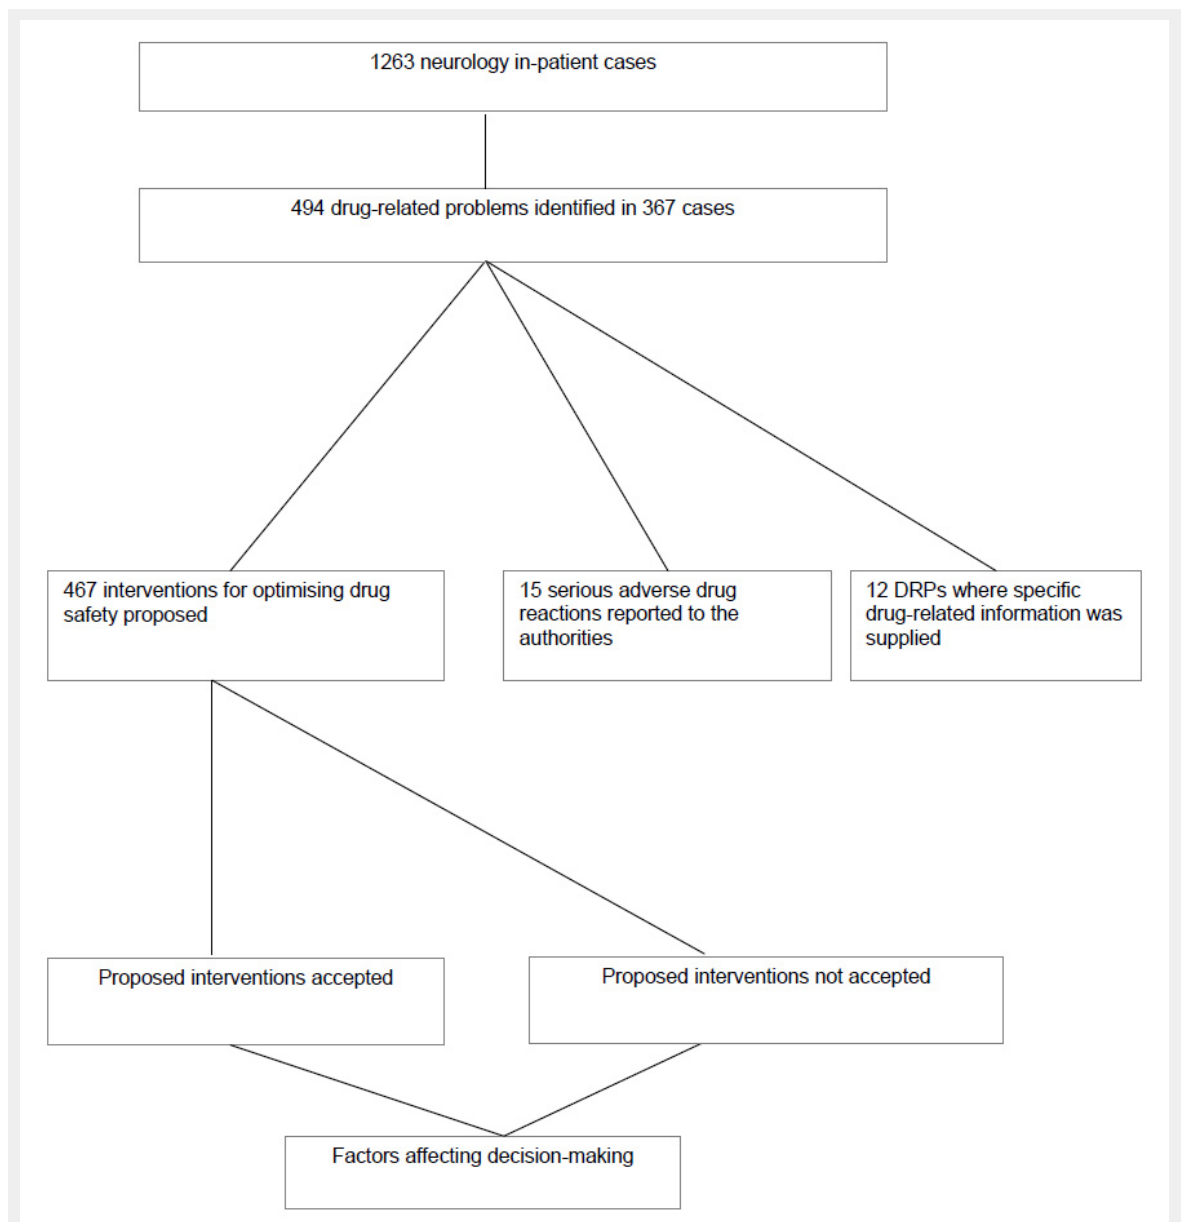 1263 neurology in-patient cases
494 drug-related problems identified in 367 cases
467 interventions for optimising drug
safety proposed
15 serious adverse drug
reactions reported to the
authorities
12 DRPs where specific
drug-related information was
supplied
Proposed interventions accepted
Proposed interventions not accepted
Factors affecting decision-making